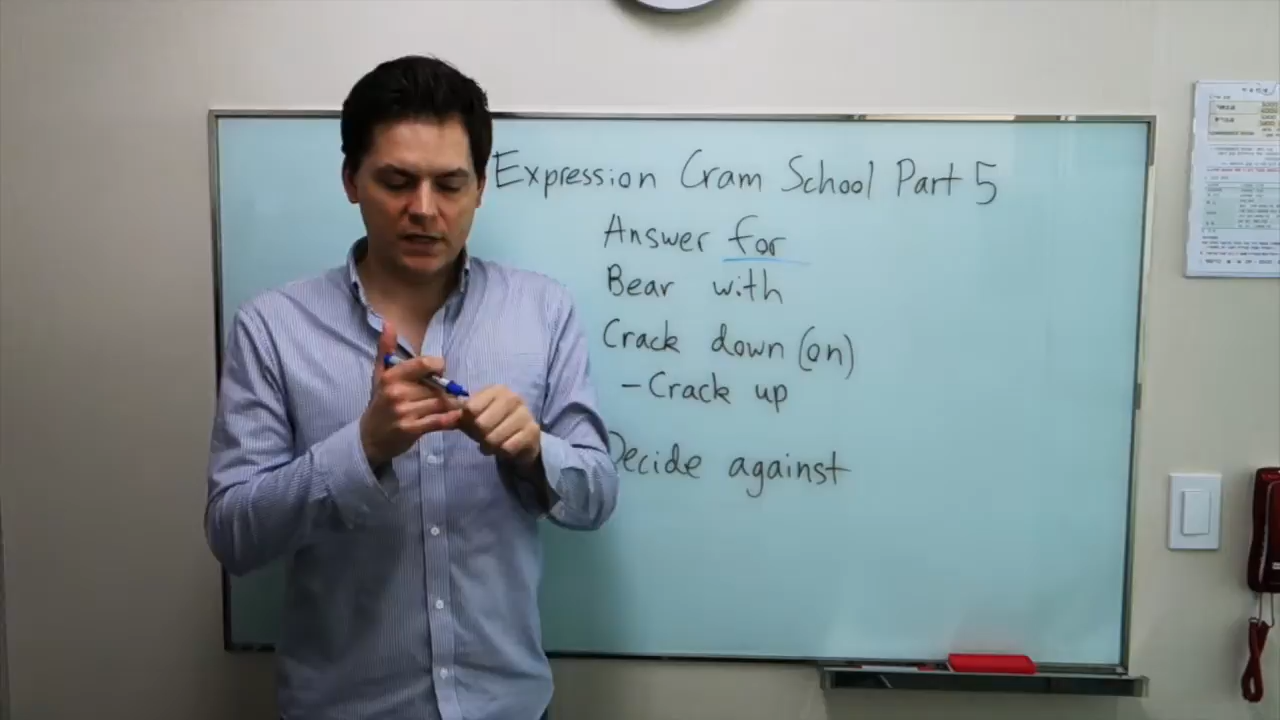 Expression Cram School Part 5
Answer for
Bear with
Crack down (on)
- Crack up
Decide against